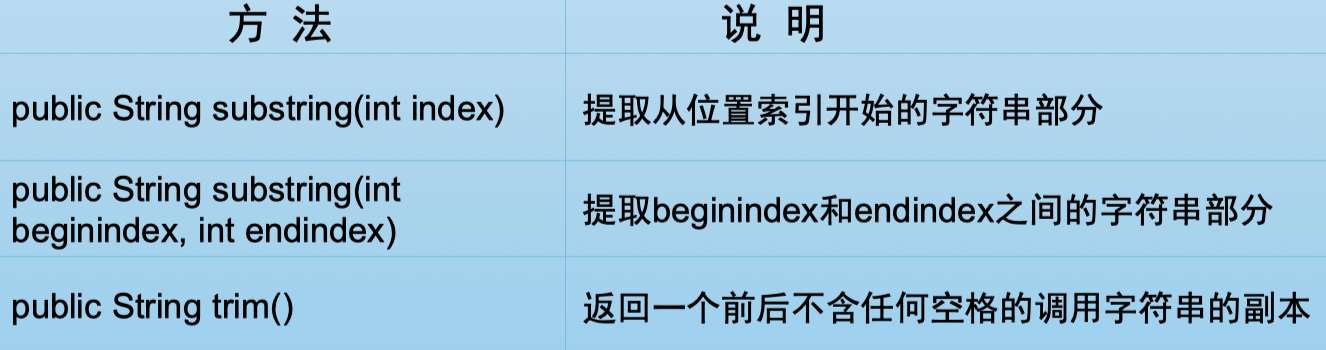 方 法
说 明
public String substring(int index)
提取从位置索引开始的字符串部分
public String substring(int
beginindex, int endindex)
提取beginindex和endindex之间的字符串部分
public String trim()
返回一个前后不含任何空格的调用字符串的副本